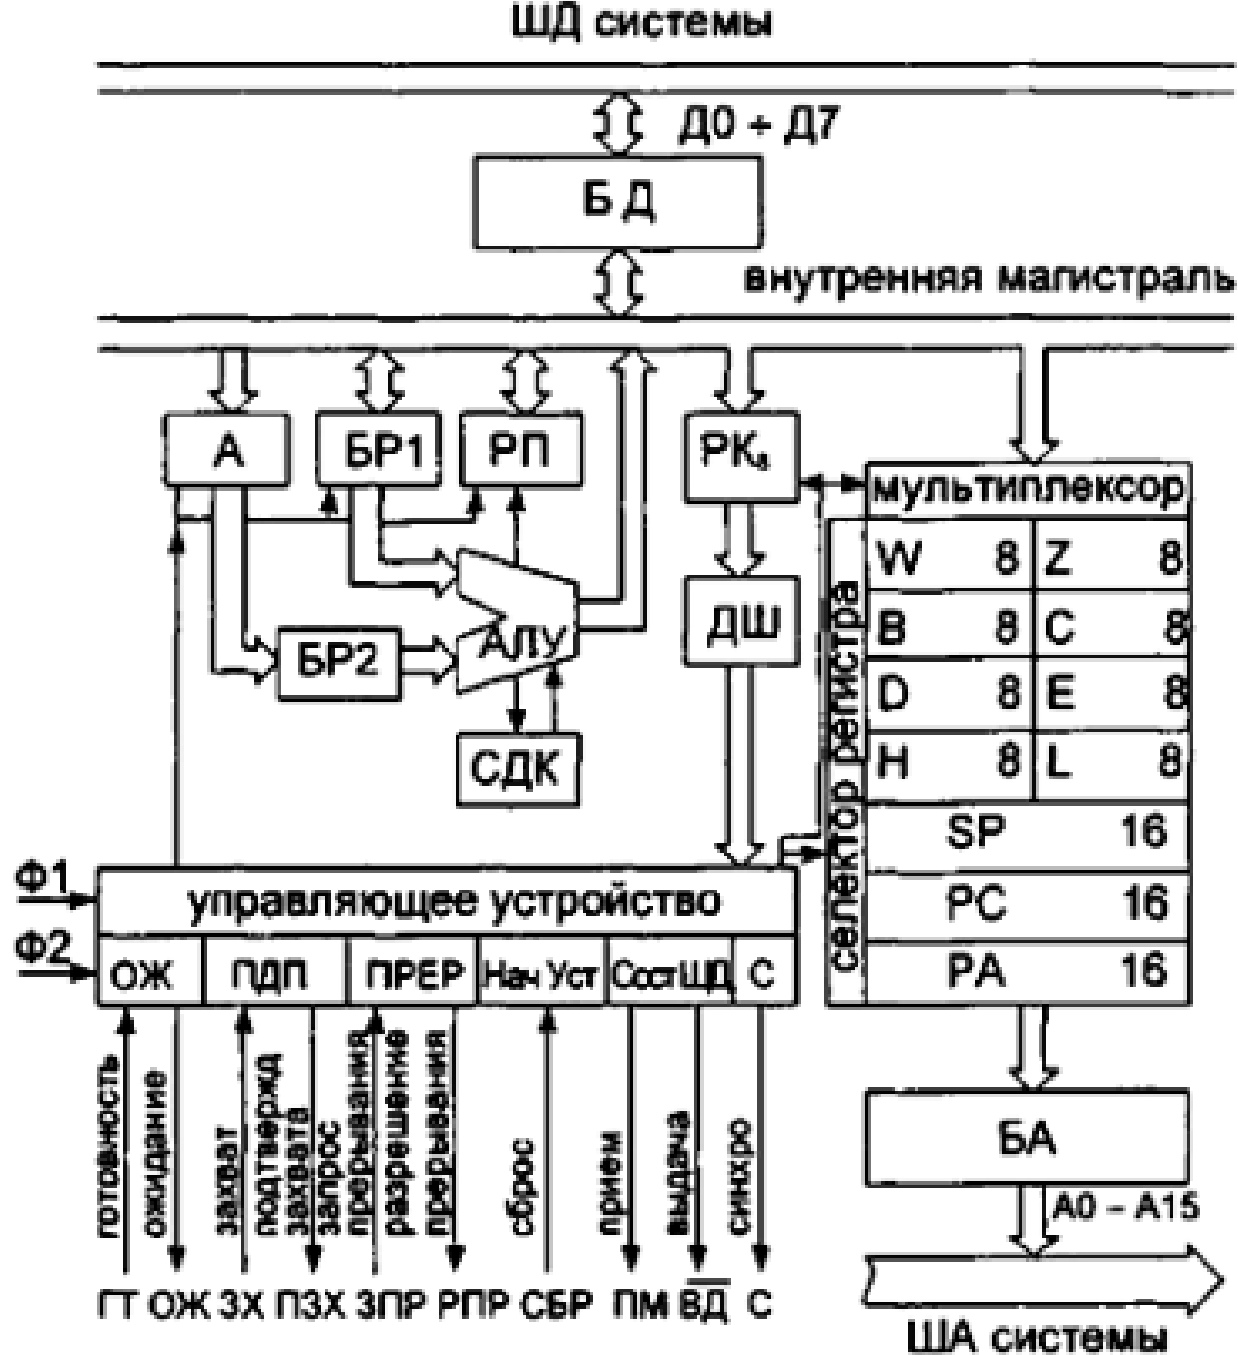 ШД системы
Д0 ÷ Д7
БД
внутренняя магистраль
А
БР1
РП
РК₈
мультиплексор
W 8 Z 8
B 8 C 8
D 8 E 8
H 8 L 8
SP 16
PC 16
РА 16
селектор регистра
АЛУ
БР2
ДШ
СДК
Ф1
управляющее устройство
Ф2
ОЖ
ПДП
ПРЕР
Нач Уст
Сост ШД
С
готовность
ожидание
захват
подтвержд
захвата
запрос
прерывания
разрешение
прерывания
сброс
прием
выдача
синхро
БА
А0 – А15
ГТ ОЖ ЗХ ПЗХ ЗПР РПР СБР ПМ В̅Д̅ С
ША системы